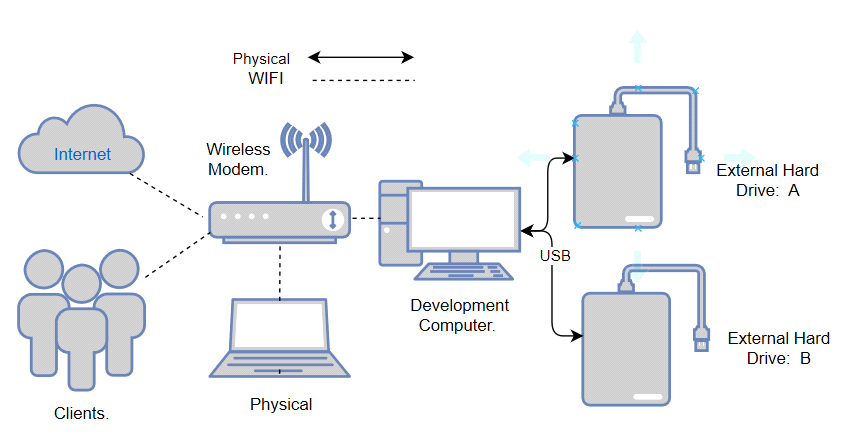 Physical
WIFI
Internet
Wireless
Modem.
External Hard
Drive:  A
USB
Development
Computer.
External Hard
Drive:  B
Physical
Clients.